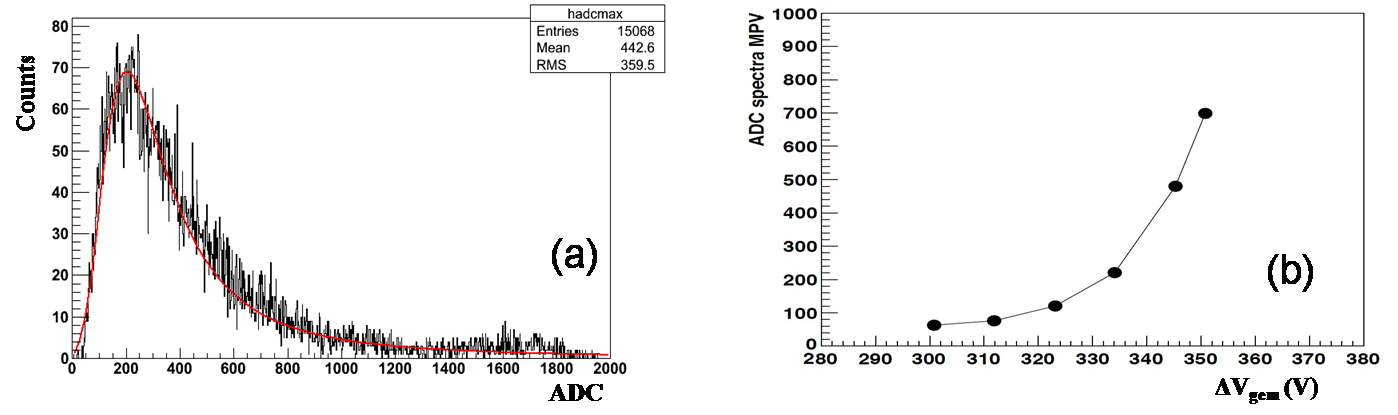 hadcmax
Entries 15068
Mean 442.6
RMS 359.5
Counts
80
70
60
50
40
30
20
10
0
0 200 400 600 800 1000 1200 1400 1600 1800 2000
ADC
(a)
ADC spectra MPV
1000
900
800
700
600
500
400
300
200
100
0
280 290 300 310 320 330 340 350 360 370 380
ΔVgem (V)
(b)